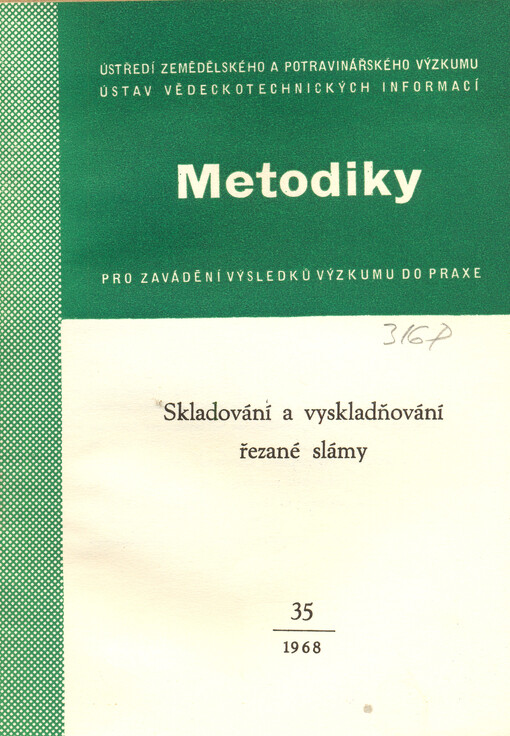 ÚSTŘEDÍ ZEMĚDĚLSKÉHO A POTRAVINÁŘSKÉHO VÝZKUMU
ÚSTAV VĚDECKOTECHNICKÝCH INFORMACÍ
Metodiky
PRO ZAVÁDĚNÍ VÝSLEDKŮ VÝZKUMU DO PRAXE
Skladování a vyskladňování
řezané slámy
35
1968